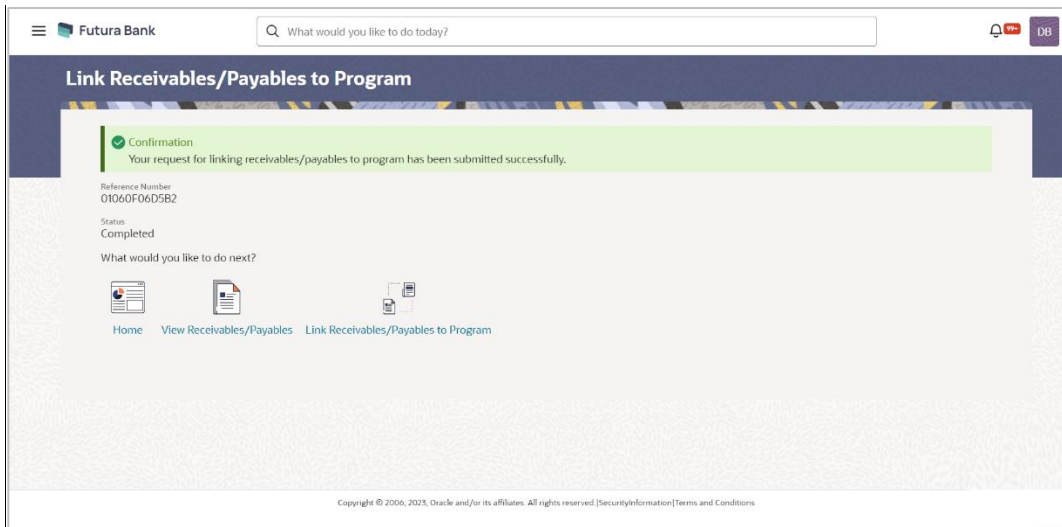 Futura Bank
What would you like to do today?
99+
DB
Link Receivables/Payables to Program
Confirmation
Your request for linking receivables/payables to program has been submitted successfully.
Reference Number
01060F06D5B2
Status
Completed
What would you like to do next?
Home View Receivables/Payables Link Receivables/Payables to Program
Copyright © 2006, 2023, Oracle and/or its affiliates. All rights reserved.|SecurityInformation|Terms and Conditions